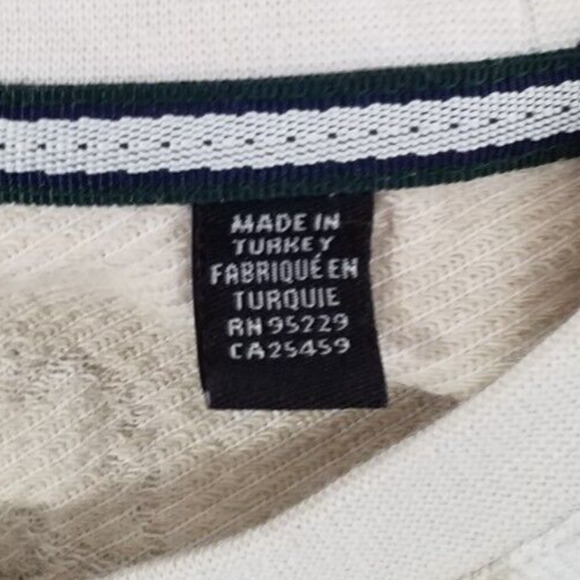 MADE IN
TURKEY
FABRIQUÉ EN
TURQUIE
RN 95229
CA 25459